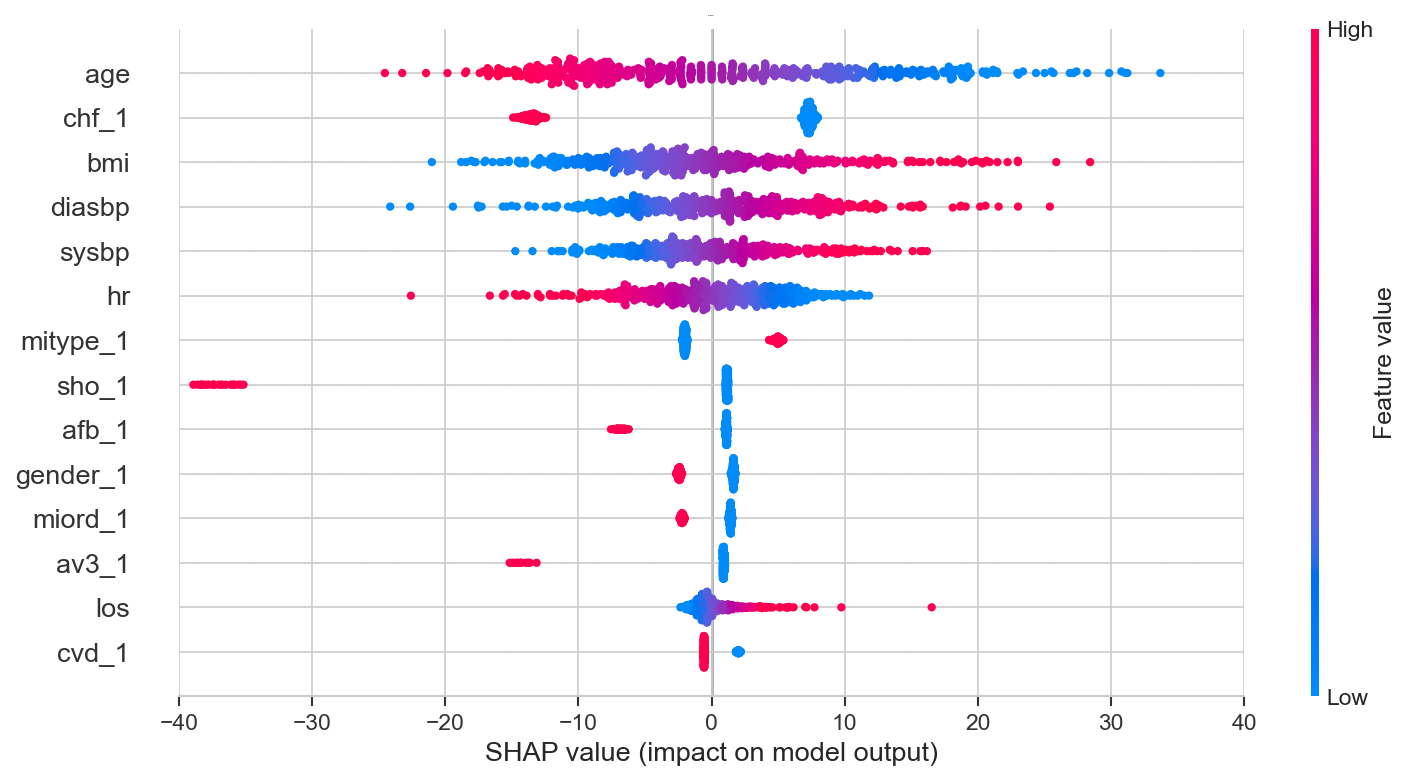 High
age
chf_1
bmi
diasbp
sysbp
hr
mitype_1
sho_1
afb_1
gender_1
miord_1
av3_1
los
cvd_1
Feature value
Low
−40 −30 −20 −10 0 10 20 30 40
SHAP value (impact on model output)